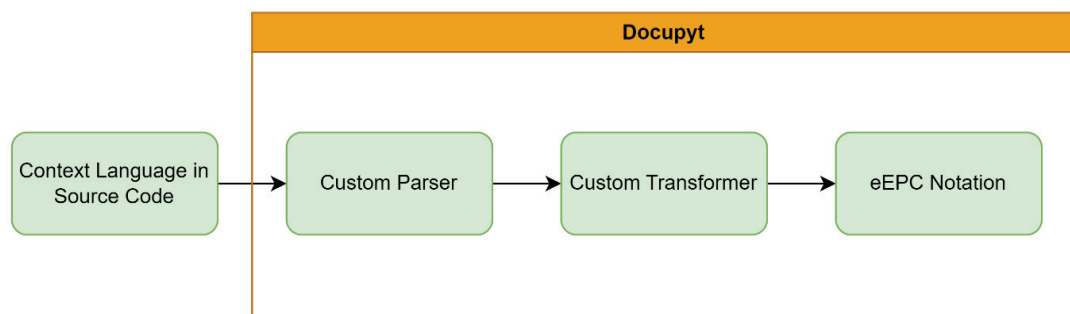 Docupyt
Context Language in
Source Code
Custom Parser
Custom Transformer
eEPC Notation